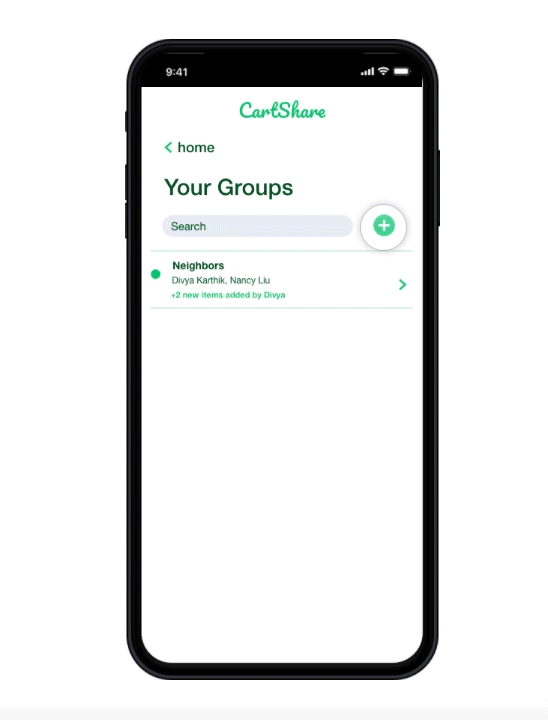 9:41
CartShare
home
Your Groups
Search
Neighbors
Divya Karthik, Nancy Liu
+2 new items added by Divya